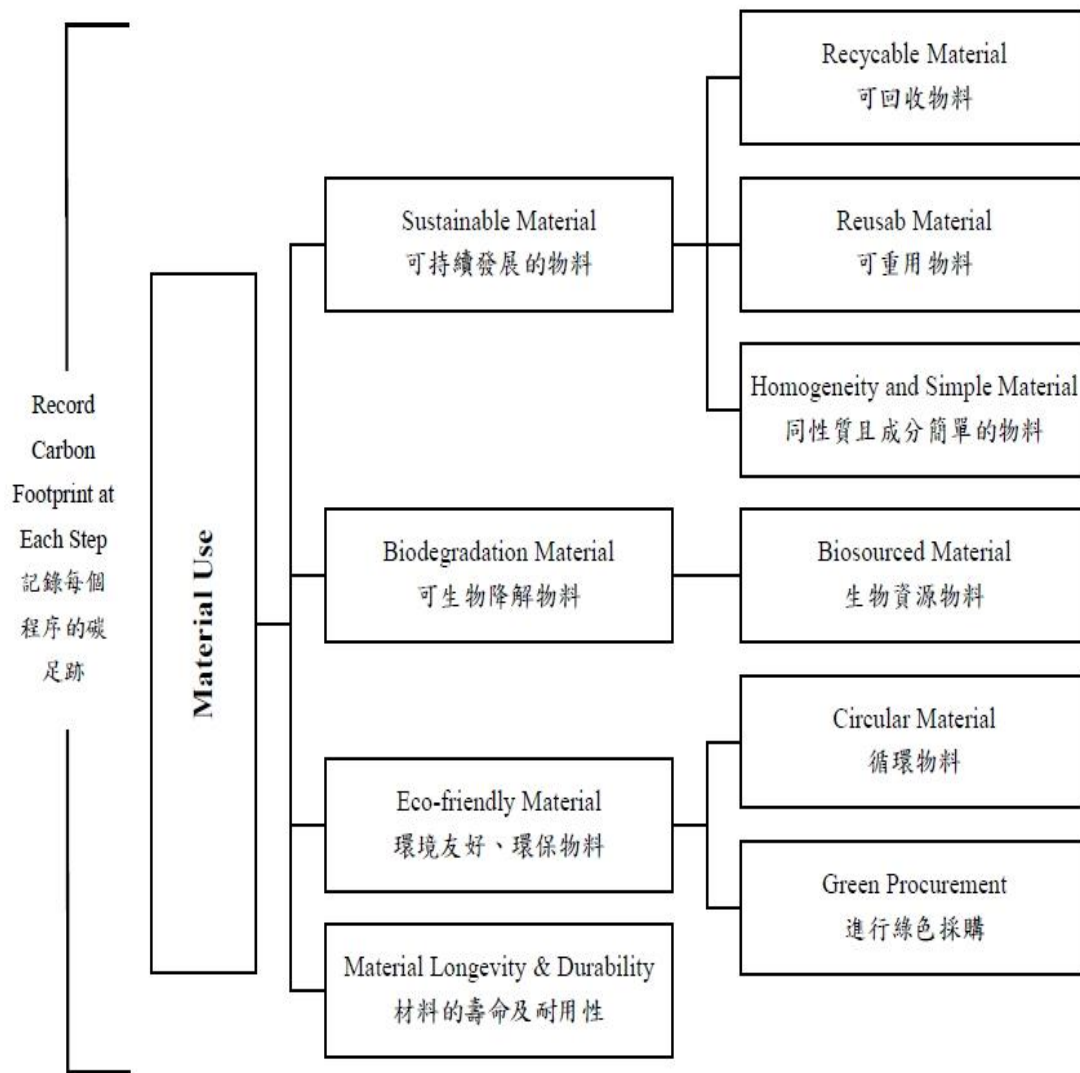 Record
Carbon
Footprint at
Each Step
記錄每個
程序的碳
足跡
Material Use
Sustainable Material
可持續發展的物料
Recycable Material
可回收物料
Reusab Material
可重用物料
Homogeneity and Simple Material
同性質且成分簡單的物料
Biodegradation Material
可生物降解物料
Biosourced Material
生物資源物料
Eco-friendly Material
環境友好、環保物料
Circular Material
循環物料
Green Procurement
進行綠色採購
Material Longevity & Durability
材料的壽命及耐用性